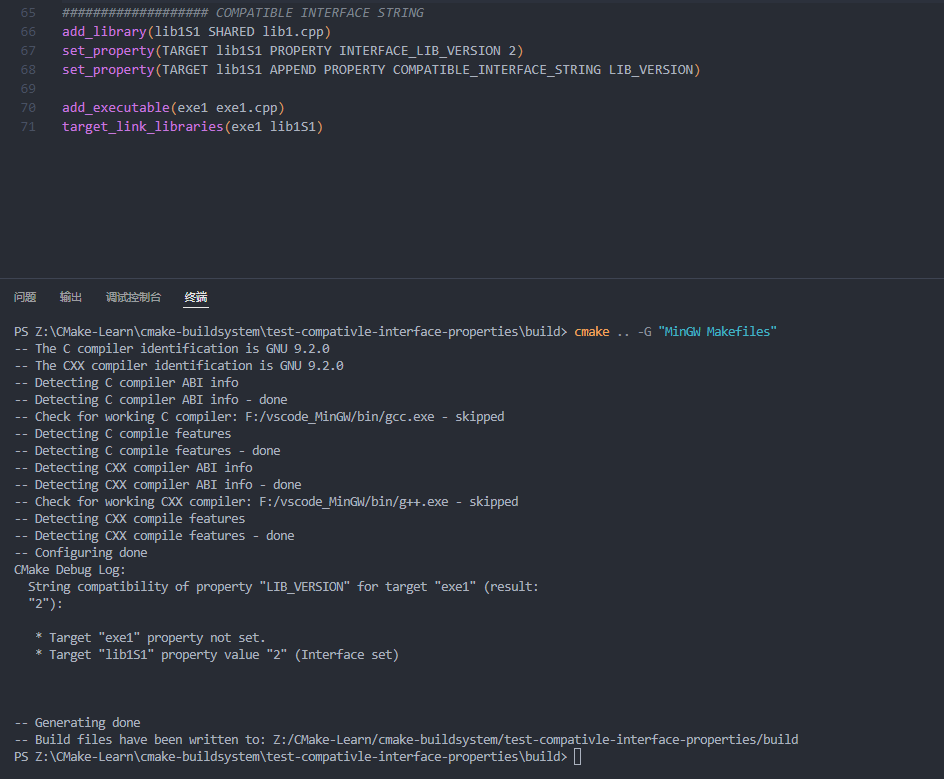 65 ################### COMPATIBLE INTERFACE STRING
66 add_library(lib1S1 SHARED lib1.cpp)
67 set_property(TARGET lib1S1 PROPERTY INTERFACE_LIB_VERSION 2)
68 set_property(TARGET lib1S1 APPEND PROPERTY COMPATIBLE_INTERFACE_STRING LIB_VERSION)
69
70 add_executable(exe1 exe1.cpp)
71 target_link_libraries(exe1 lib1S1)
问题 输出 调试控制台 终端
PS Z:\CMake-Learn\cmake-buildsystem\test-compativle-interface-properties\build> cmake .. -G "MinGW Makefiles"
-- The C compiler identification is GNU 9.2.0
-- The CXX compiler identification is GNU 9.2.0
-- Detecting C compiler ABI info
-- Detecting C compiler ABI info - done
-- Check for working C compiler: F:/vscode_MinGW/bin/gcc.exe - skipped
-- Detecting C compile features
-- Detecting C compile features - done
-- Detecting CXX compiler ABI info
-- Detecting CXX compiler ABI info - done
-- Check for working CXX compiler: F:/vscode_MinGW/bin/g++.exe - skipped
-- Detecting CXX compile features
-- Detecting CXX compile features - done
-- Configuring done
CMake Debug Log:
  String compatibility of property "LIB_VERSION" for target "exe1" (result:
  "2"):
   * Target "exe1" property not set.
   * Target "lib1S1" property value "2" (Interface set)
-- Generating done
-- Build files have been written to: Z:/CMake-Learn/cmake-buildsystem/test-compativle-interface-properties/build
PS Z:\CMake-Learn\cmake-buildsystem\test-compativle-interface-properties\build>